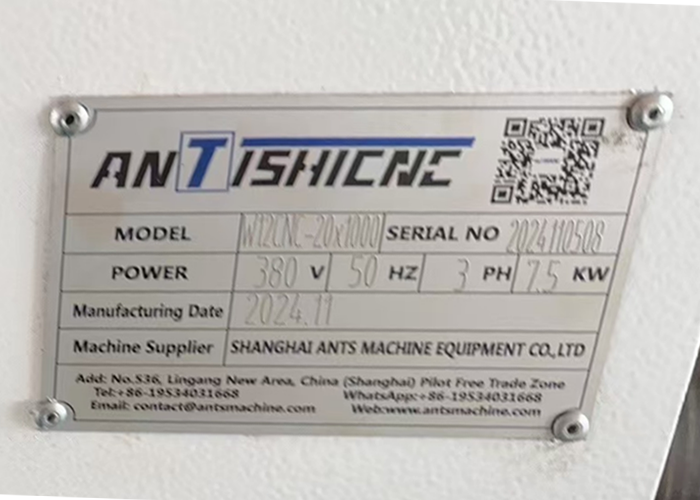 ANTISHICNC
MODEL W12CNC-20x1000 SERIAL NO 2024110508
POWER 380 V 50 HZ 3 PH 7.5 KW
Manufacturing Date 2024.11
Machine Supplier SHANGHAI ANTS MACHINE EQUIPMENT CO.,LTD
Add: No.536, Lingang New Area, China (Shanghai) Pilot Free Trade Zone
Tel:+86-19534031668 WhatsApp:+86-19534031668
Email: contact@antsmachine.com Web:www.antsmachine.com